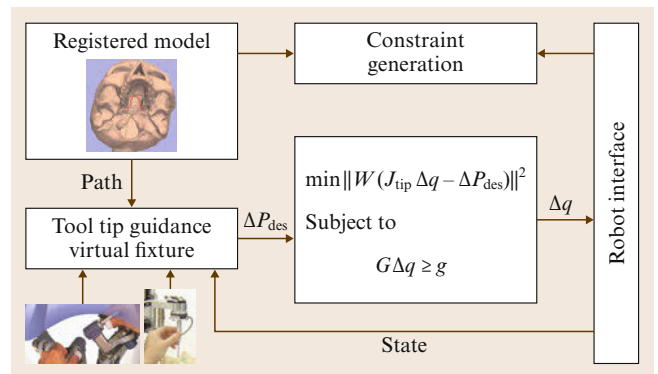 Registered model
Constraint
generation
Path
Tool tip guidance
virtual fixture
ΔP_des
min‖W(J_tip Δq – ΔP_des)‖²
Subject to
GΔq ≥ g
Δq
Robot interface
State